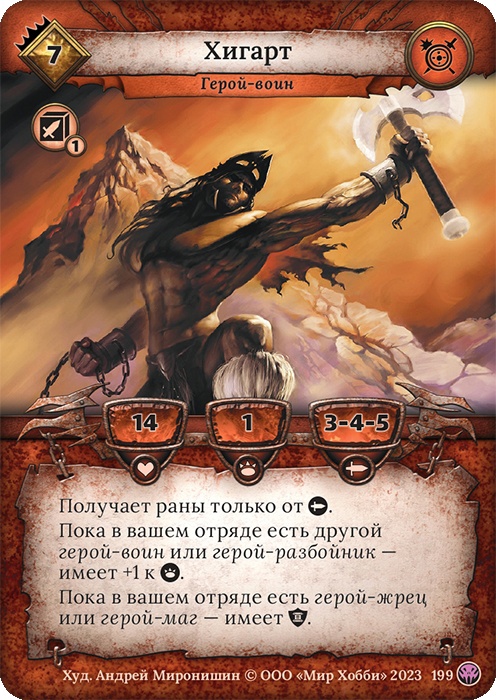 7
Хигарт
Герой-воин
1
14
1
3-4-5
Получает раны только от .
Пока в вашем отряде есть другой
герой-воин или герой-разбойник —
имеет +1 к .
Пока в вашем отряде есть герой-жрец
или герой-маг — имеет .
Худ. Андрей Миронишин © ООО «Мир Хобби» 2023 199